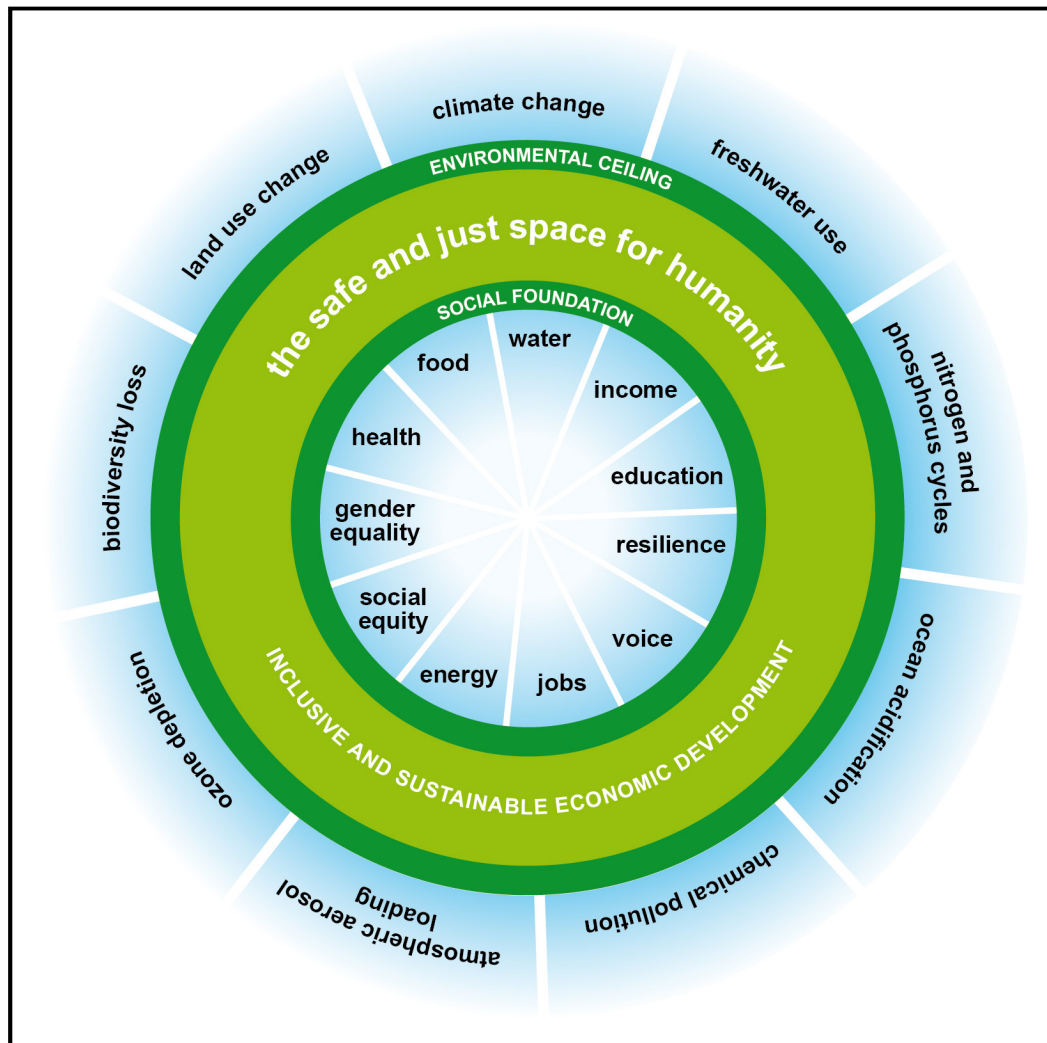 climate change
freshwater use
nitrogen and
phosphorus cycles
ocean acidification
chemical pollution
atmospheric aerosol
loading
ozone depletion
biodiversity loss
land use change
ENVIRONMENTAL CEILING
the safe and just space for humanity
SOCIAL FOUNDATION
water
income
education
resilience
voice
jobs
energy
social
equity
gender
equality
health
food
INCLUSIVE AND SUSTAINABLE ECONOMIC DEVELOPMENT